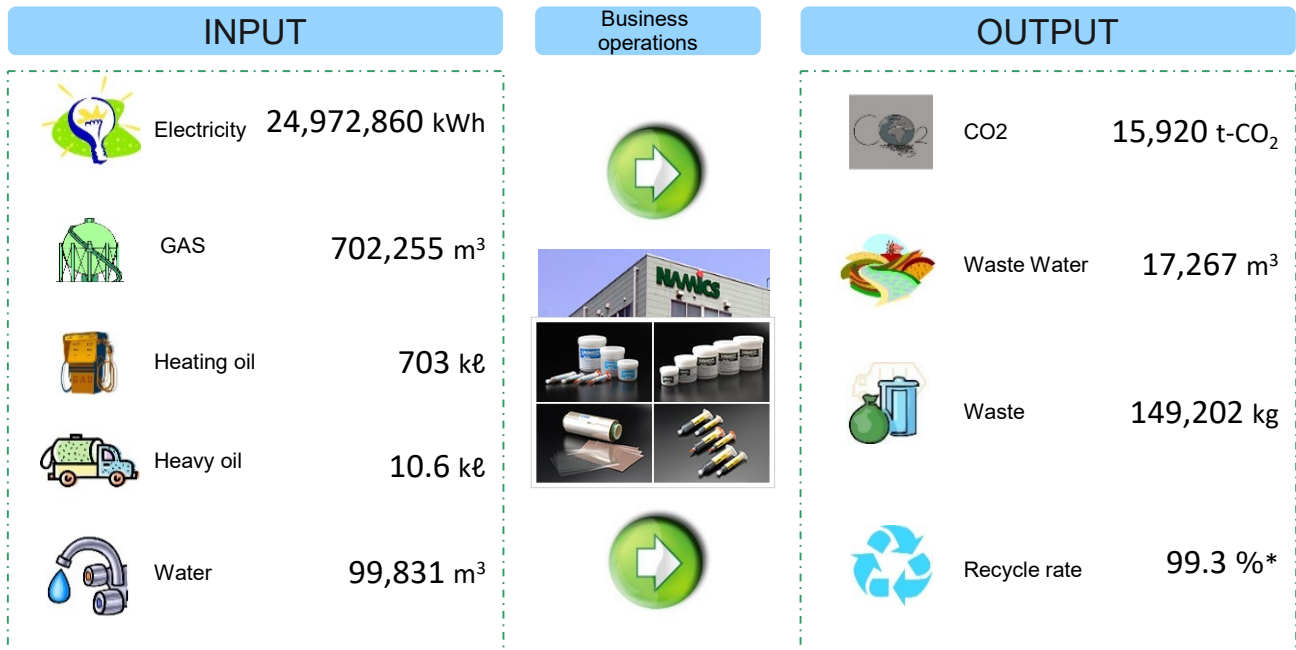 INPUT
Business
operations
OUTPUT
Electricity 24,972,860 kWh
CO2 15,920 t-CO₂
GAS 702,255 m³
NAMICS
Waste Water 17,267 m³
Heating oil 703 kℓ
Waste 149,202 kg
Heavy oil 10.6 kℓ
Water 99,831 m³
Recycle rate 99.3 %*